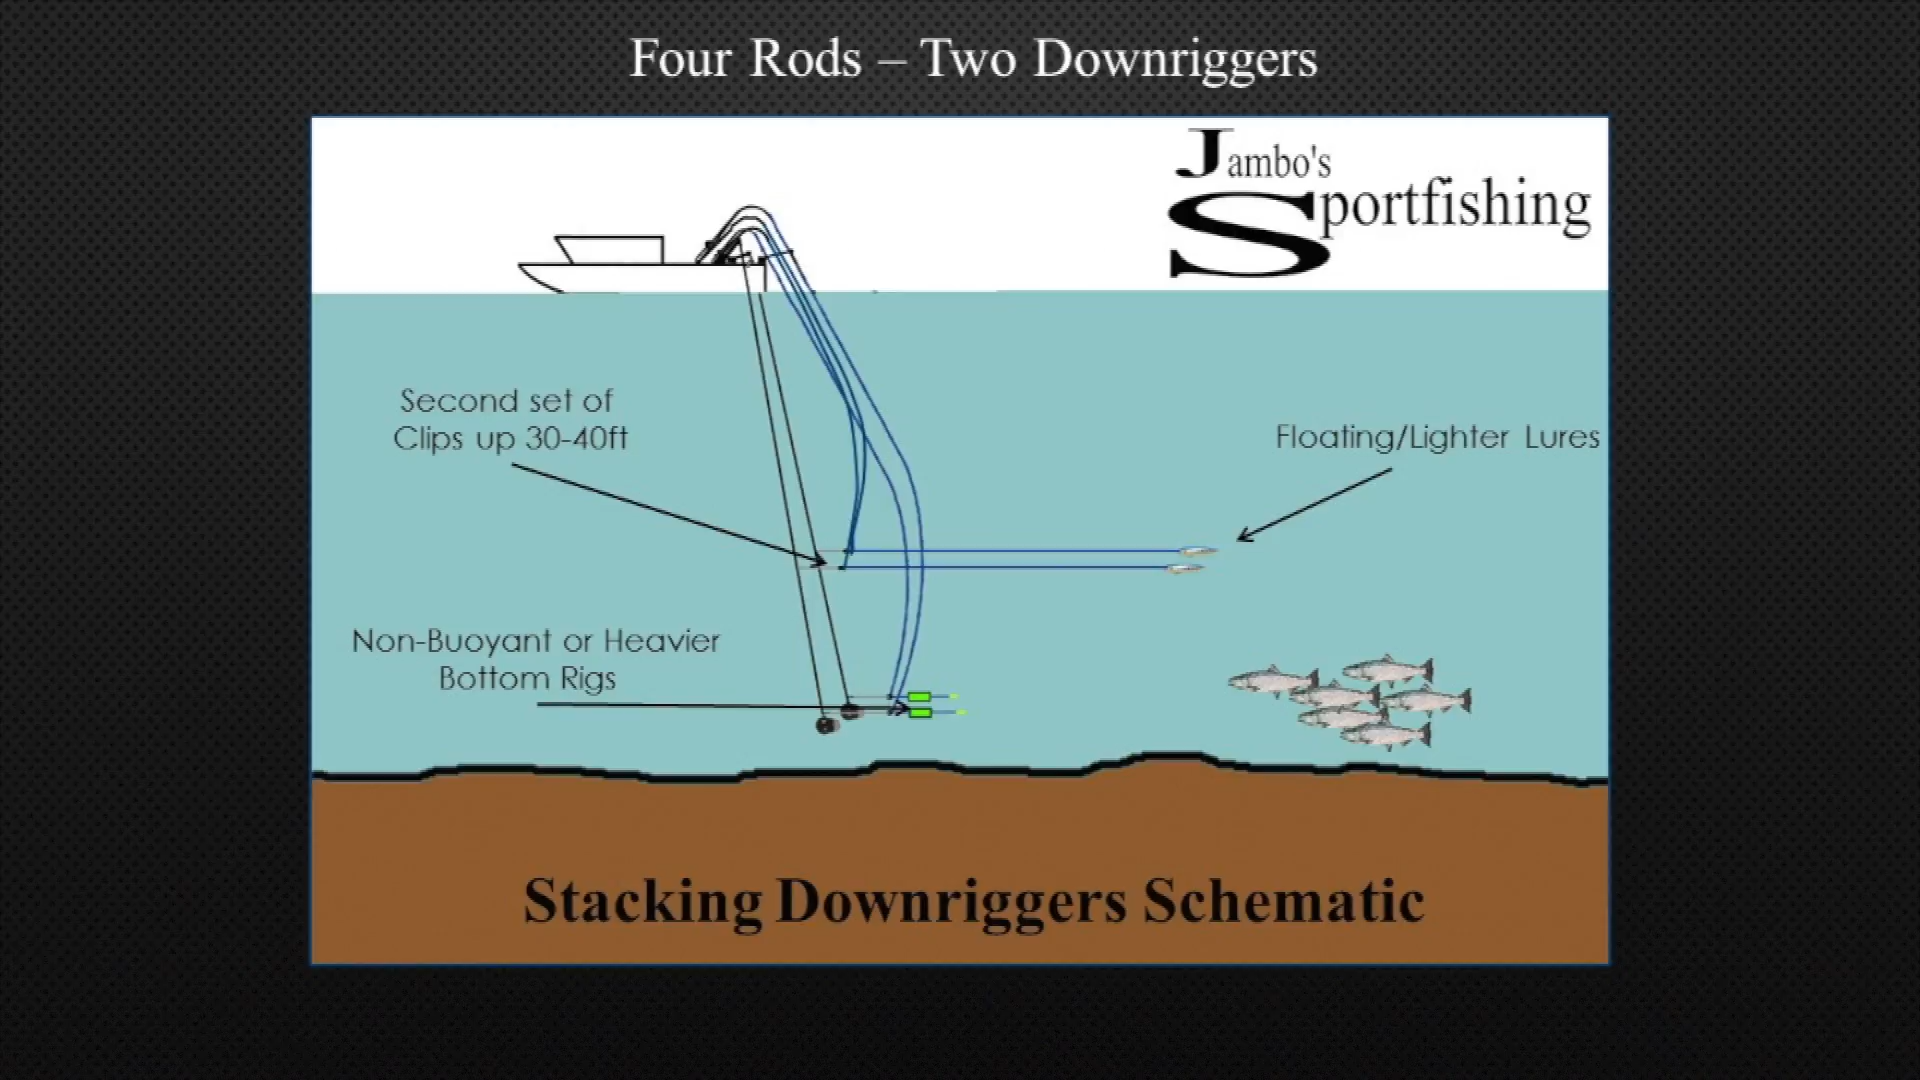 Four Rods – Two Downriggers
Jambo's
Sportfishing
Second set of
Clips up 30-40ft
Floating/Lighter Lures
Non-Buoyant or Heavier
Bottom Rigs
Stacking Downriggers Schematic